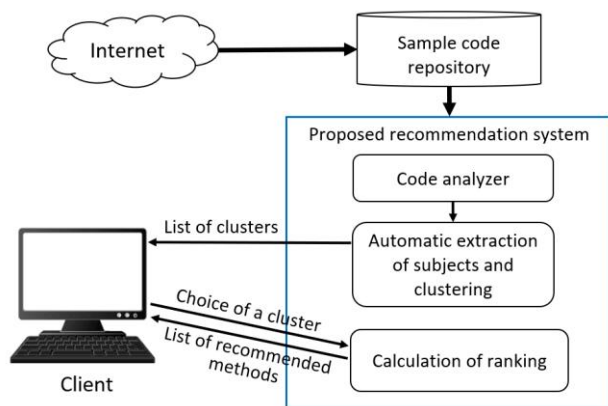 Internet
Sample code
repository
Proposed recommendation system
Code analyzer
List of clusters
Automatic extraction
of subjects and
clustering
Choice of a cluster
List of recommended
methods
Calculation of ranking
Client